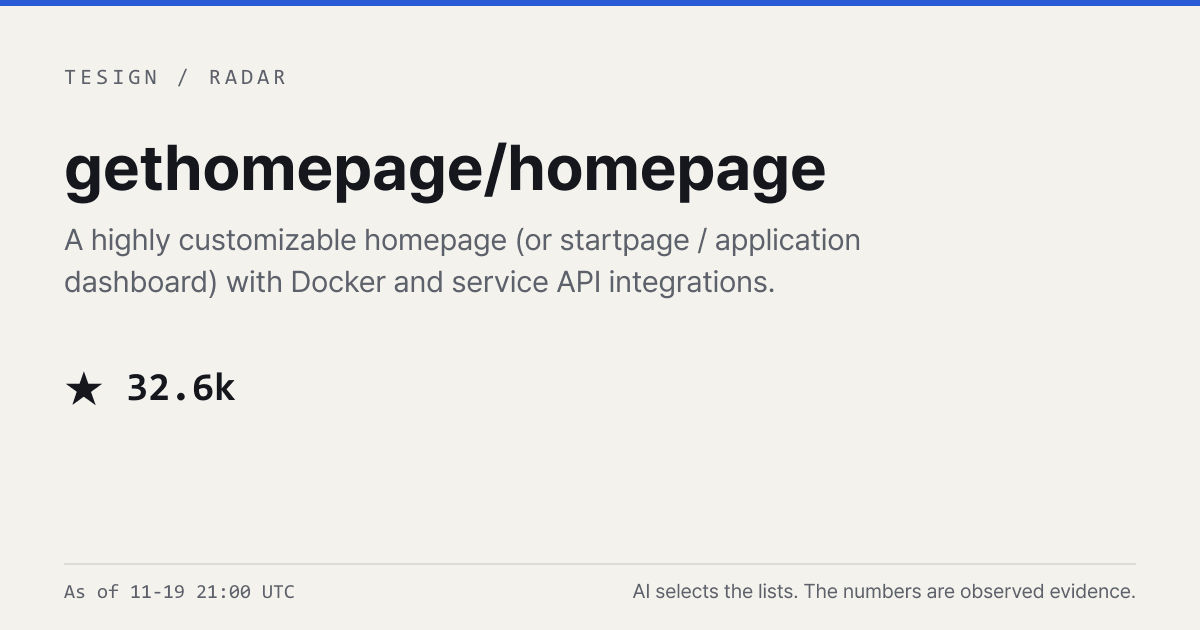 TESIGN / RADAR
gethomepage/homepage
A highly customizable homepage (or startpage / application
dashboard) with Docker and service API integrations.
★ 32.6k
As of 11-19 21:00 UTC
AI selects the lists. The numbers are observed evidence.